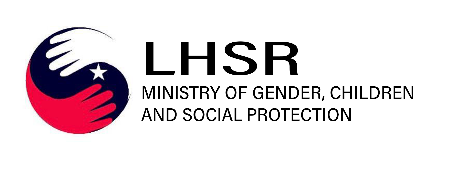 LHSR
MINISTRY OF GENDER, CHILDREN
AND SOCIAL PROTECTION